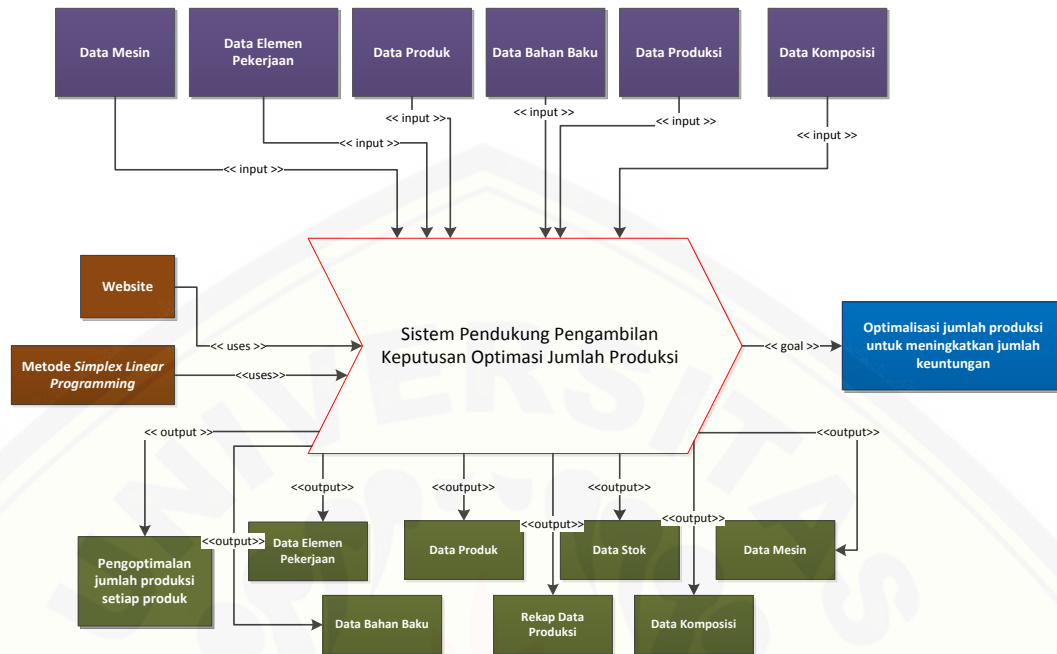 Data Mesin
Data Elemen
Pekerjaan
Data Produk
Data Bahan Baku
Data Produksi
Data Komposisi
<< input >>
<< input >>
<< input >>
<< input >>
<< input >>
<< input >>
Website
<< uses >
Metode Simplex Linear
Programming
<<uses>>
Sistem Pendukung Pengambilan
Keputusan Optimasi Jumlah Produksi
< goal >>
Optimalisasi jumlah produksi
untuk meningkatkan jumlah
keuntungan
<< output >>
<<output>>
<<output>>
<<output>>
<<output>>
<<output>>
<<output>>
<<output>>
Pengoptimalan
jumlah produksi
setiap produk
Data Elemen
Pekerjaan
Data Produk
Data Stok
Data Mesin
Data Bahan Baku
Rekap Data
Produksi
Data Komposisi
UNIVERSITAS